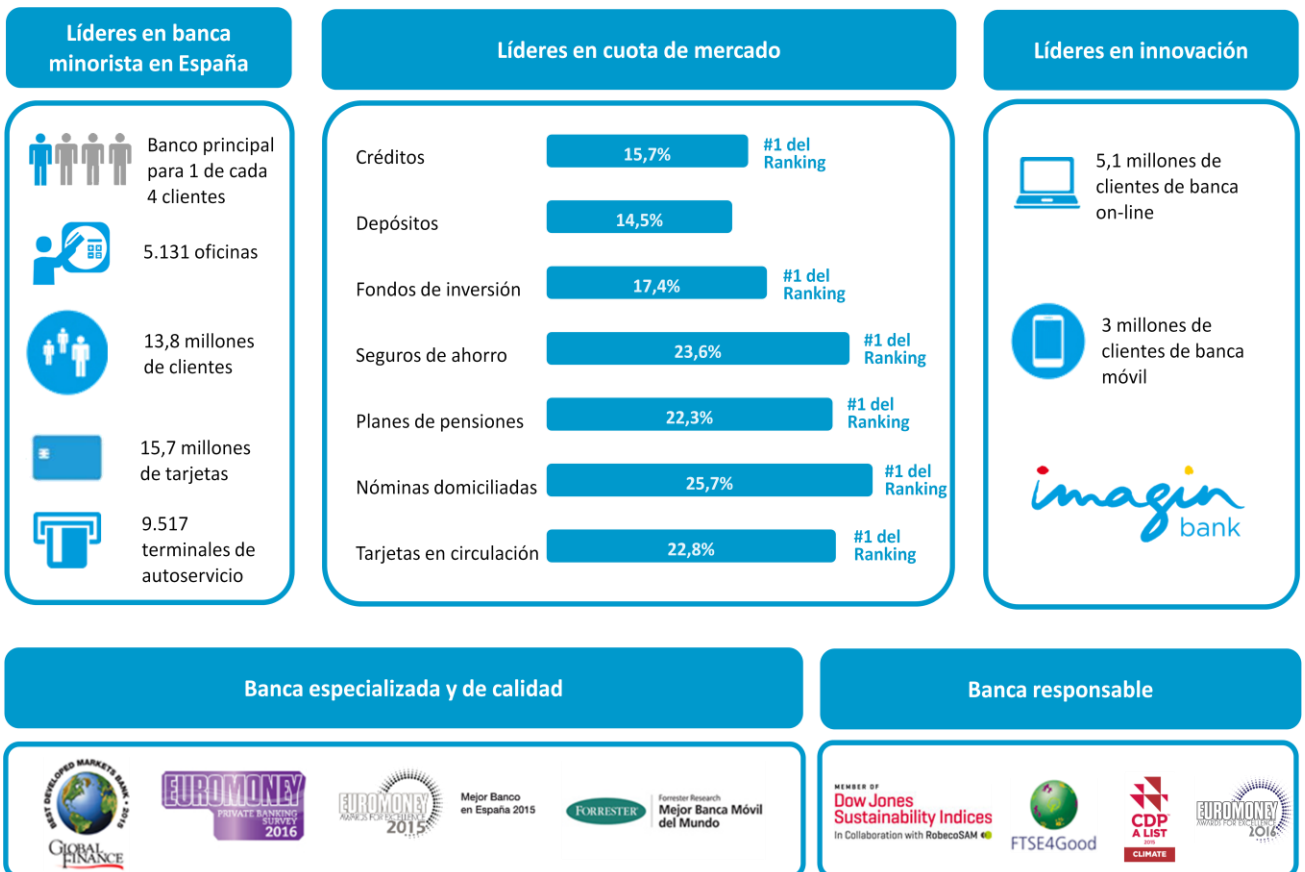 Líderes en banca
minorista en España
Banco principal
para 1 de cada
4 clientes
5.131 oficinas
13,8 millones
de clientes
15,7 millones
de tarjetas
9.517
terminales de
autoservicio
Líderes en cuota de mercado
Créditos
15,7%
#1 del
Ranking
Depósitos
14,5%
Fondos de inversión
17,4%
#1 del
Ranking
Seguros de ahorro
23,6%
#1 del
Ranking
Planes de pensiones
22,3%
#1 del
Ranking
Nóminas domiciliadas
25,7%
#1 del
Ranking
Tarjetas en circulación
22,8%
#1 del
Ranking
Líderes en innovación
5,1 millones de
clientes de banca
on-line
3 millones de
clientes de banca
móvil
imagin
bank
Banca especializada y de calidad
BEST DEVELOPED MARKETS BANK • 2015
GLOBAL
FINANCE
EUROMONEY
PRIVATE BANKING
SURVEY
2016
EUROMONEY
AWARDS FOR EXCELLENCE
2015
Mejor Banco
en España 2015
FORRESTER
Forrester Research
Mejor Banca Móvil
del Mundo
Banca responsable
MEMBER OF
Dow Jones
Sustainability Indices
In Collaboration with RobecoSAM
FTSE4Good
CDP
A LIST
2015
CLIMATE
EUROMONEY
AWARDS FOR EXCELLENCE
2016